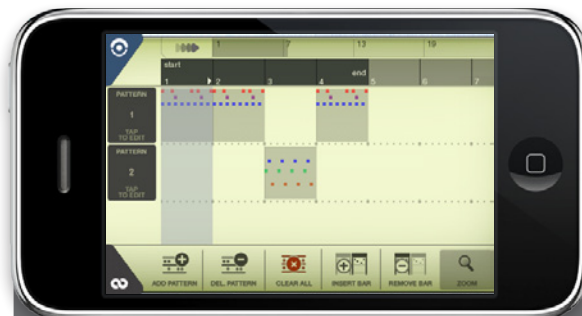 1 7 13 19
start end
1 2 3 4 5 6 7
PATTERN
1
TAP
TO EDIT
PATTERN
2
TAP
TO EDIT
ADD PATTERN DEL. PATTERN CLEAR ALL INSERT BAR REMOVE BAR ZOOM